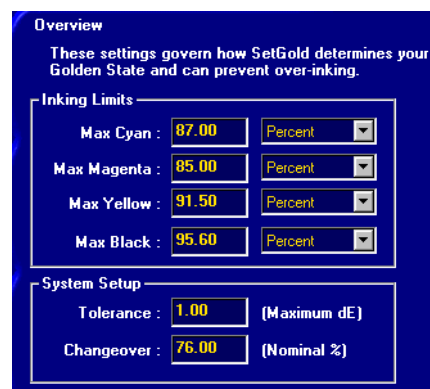 Overview
These settings govern how SetGold determines your
Golden State and can prevent over-inking.
Inking Limits
Max Cyan : 87.00 Percent
Max Magenta : 85.00 Percent
Max Yellow : 91.50 Percent
Max Black : 95.60 Percent
System Setup
Tolerance : 1.00 (Maximum dE)
Changeover : 76.00 (Nominal %)